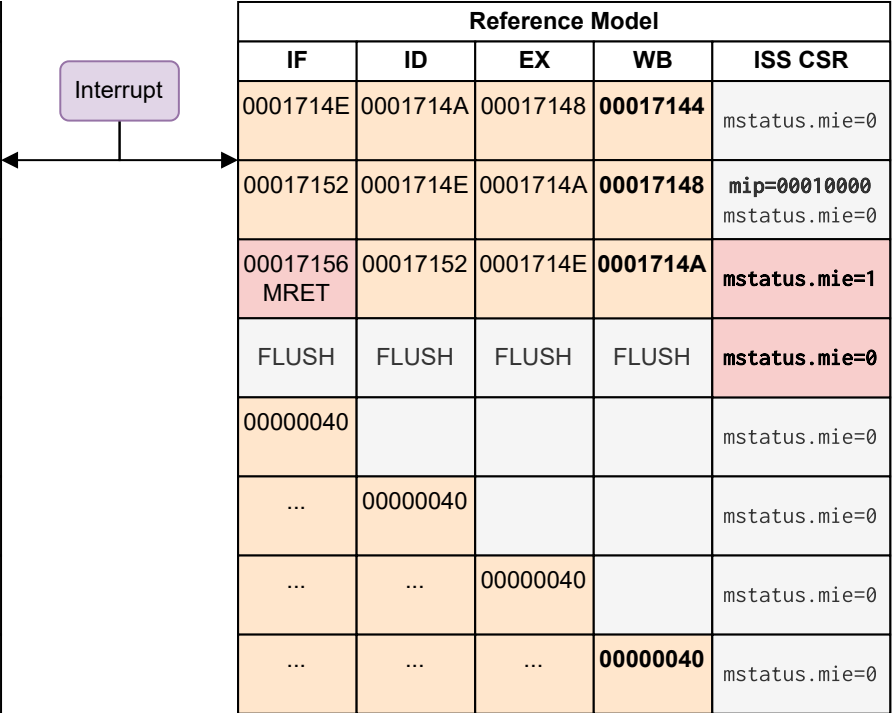 Reference Model
IF ID EX WB ISS CSR
Interrupt
0001714E 0001714A 00017148 00017144 mstatus.mie=0
00017152 0001714E 0001714A 00017148 mip=00010000
mstatus.mie=0
00017156 00017152 0001714E 0001714A mstatus.mie=1
MRET
FLUSH FLUSH FLUSH FLUSH mstatus.mie=0
00000040 mstatus.mie=0
... 00000040 mstatus.mie=0
... ... 00000040 mstatus.mie=0
... ... ... 00000040 mstatus.mie=0